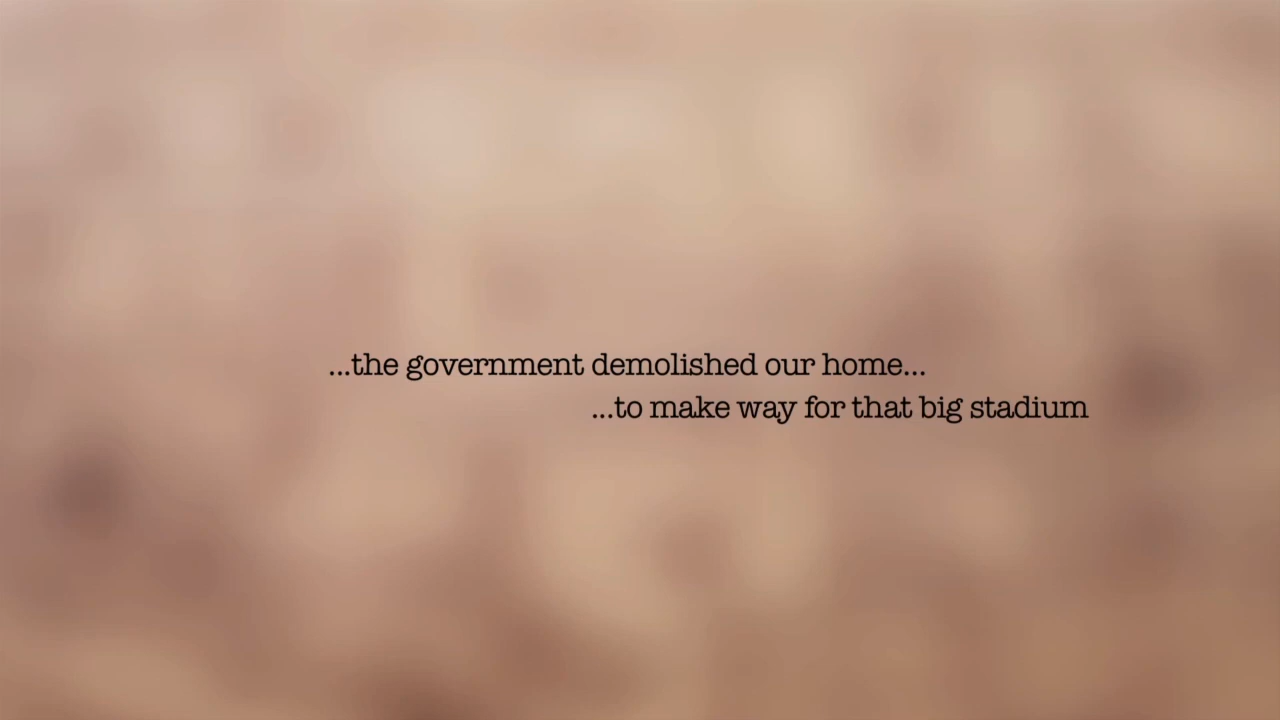 ...the government demolished our home...
...to make way for that big stadium